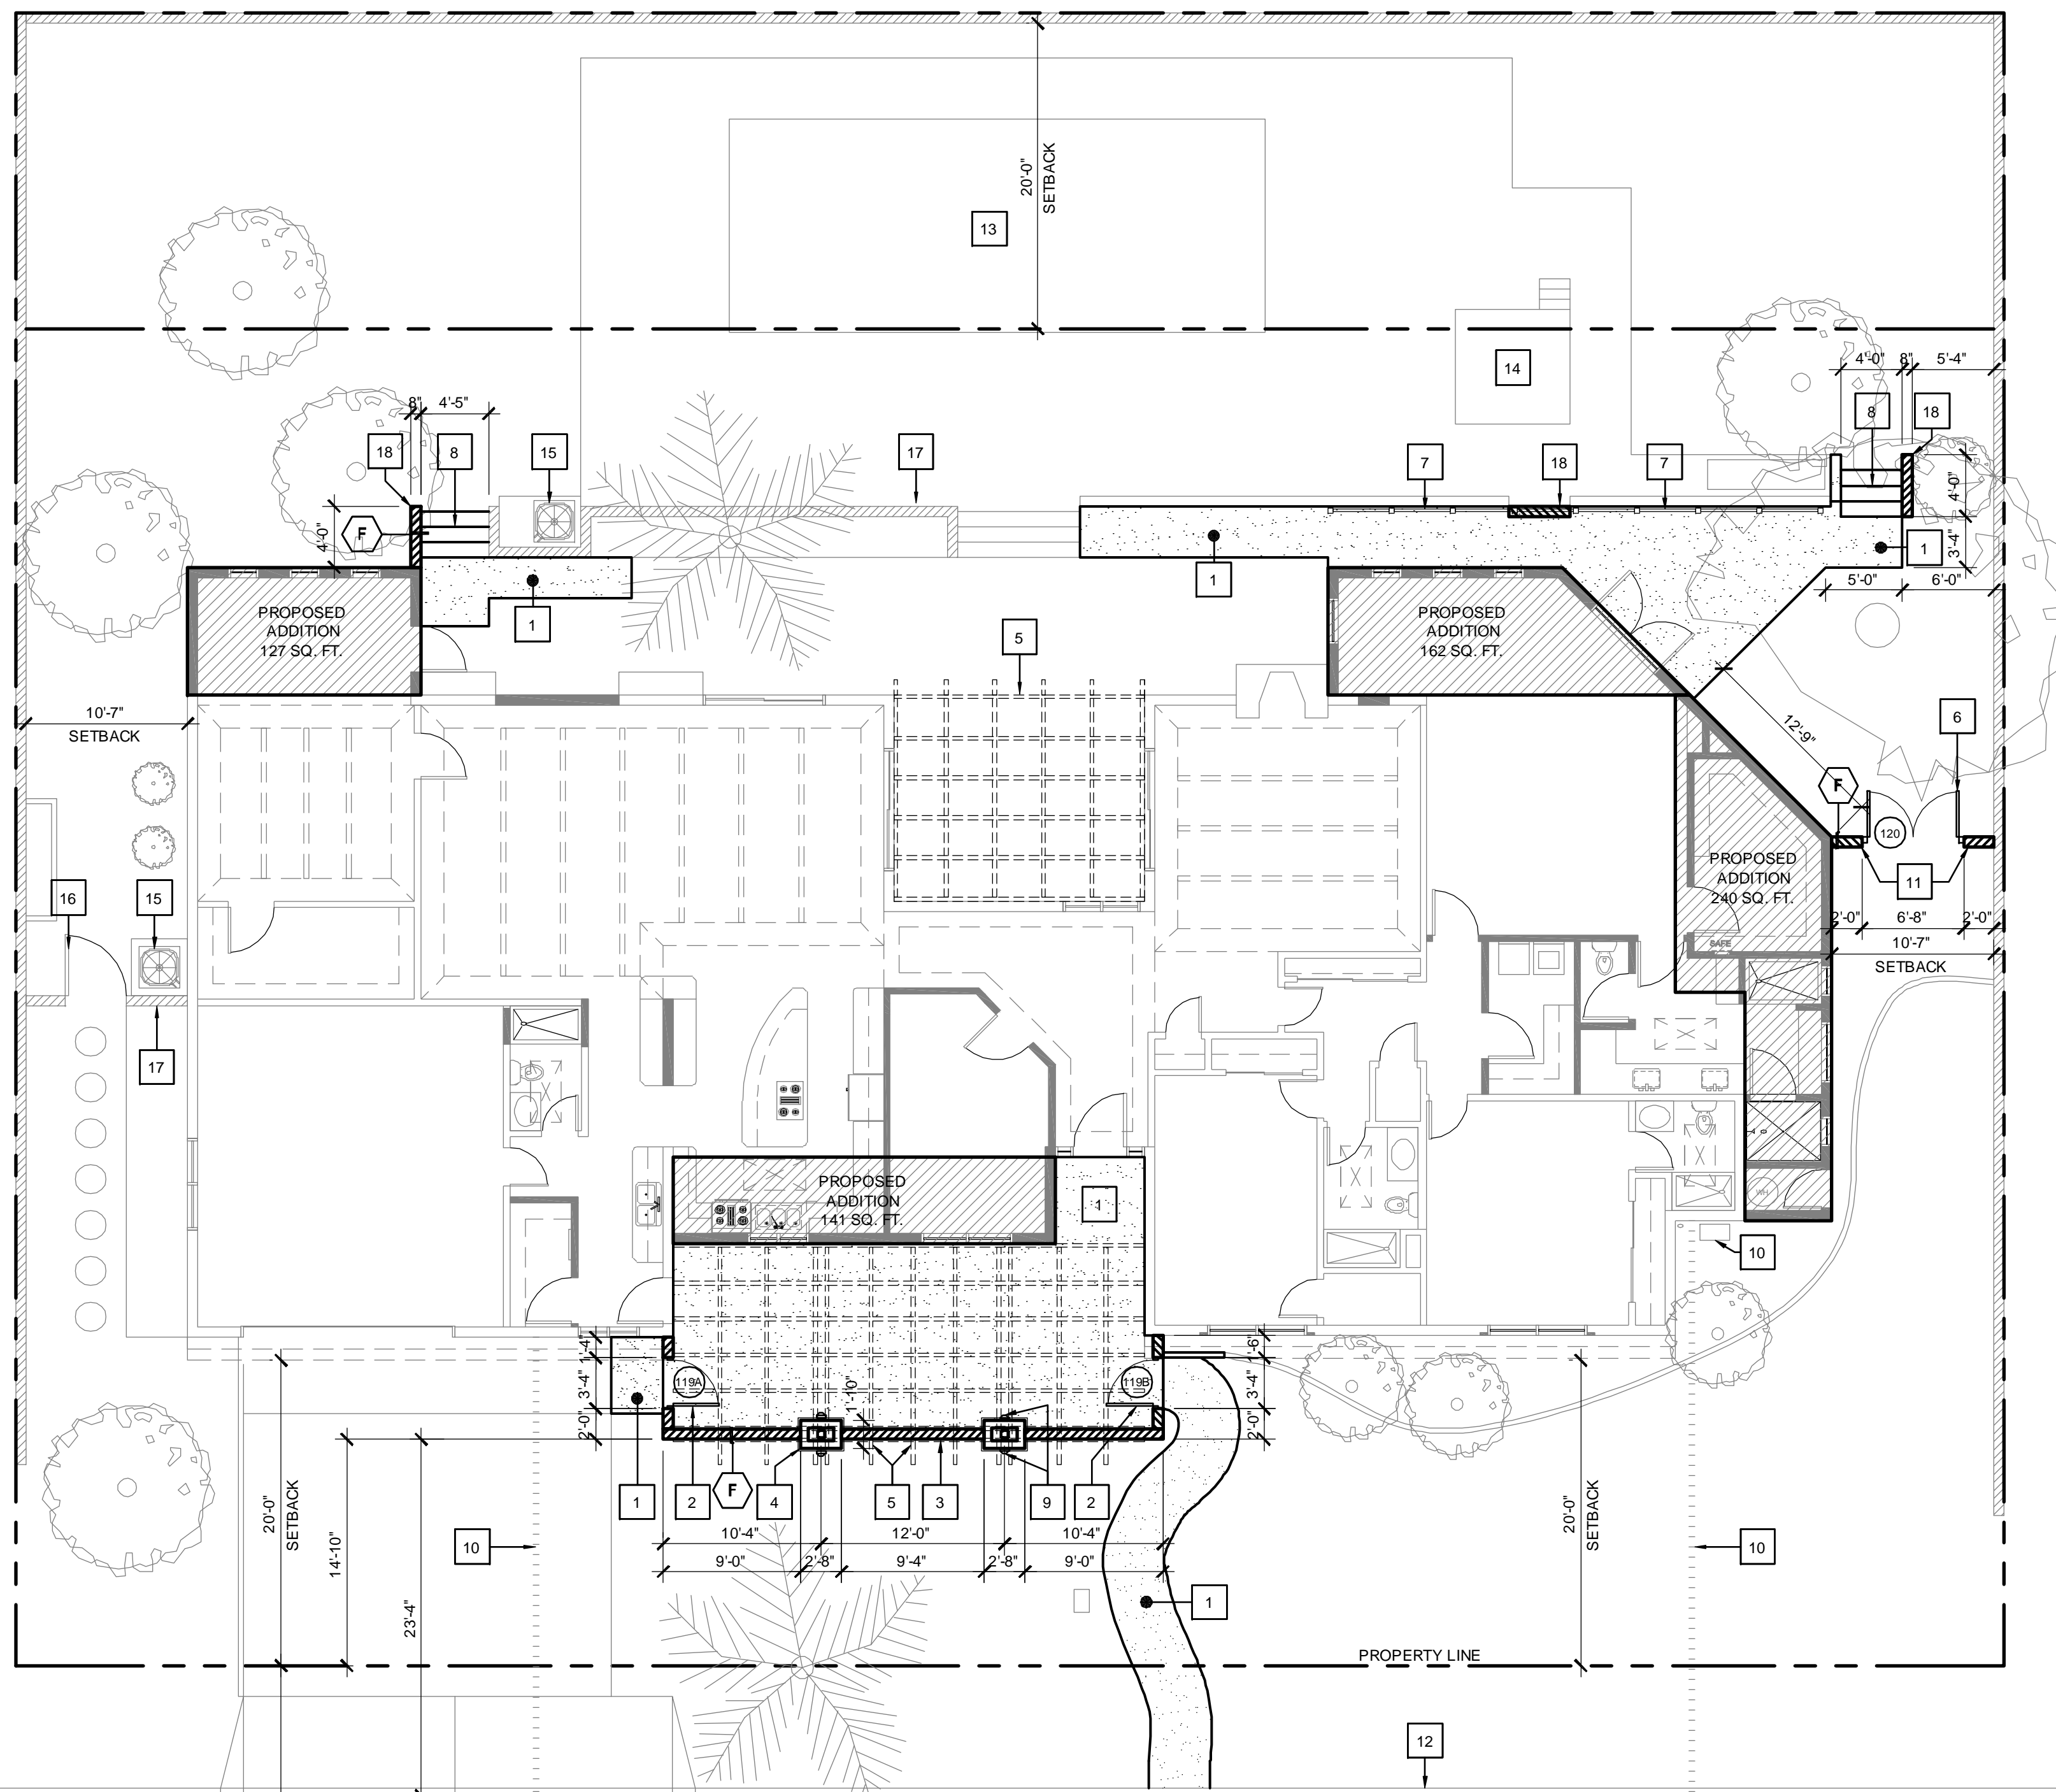 20'-0"
SETBACK
13
14
4'-0" 8" 5'-4"
8" 4'-5"
18 8 15 17 7 18 7 8 18
4'-0"
F
4'-0"
3'-4"
1
1
1
5'-0" 6'-0"
PROPOSED
ADDITION
127 SQ. FT.
PROPOSED
ADDITION
162 SQ. FT.
5
10'-7"
SETBACK
12'-9"
6
F
120
PROPOSED
ADDITION
240 SQ. FT.
11
16
15
2'-0" 6'-8" 2'-0"
SAFE
10'-7"
SETBACK
17
PROPOSED
ADDITION
141 SQ. FT.
1
WH
10
1'-4"
3'-4"
2'-0"
119A
1'-10"
119B
1'-6"
3'-4"
2'-0"
1 2 F 4 5 3 9 2
20'-0"
SETBACK
14'-10"
23'-4"
10
10'-4" 12'-0" 10'-4"
9'-0" 2'-8" 9'-4" 2'-8" 9'-0"
20'-0"
SETBACK
10
1
PROPERTY LINE
12